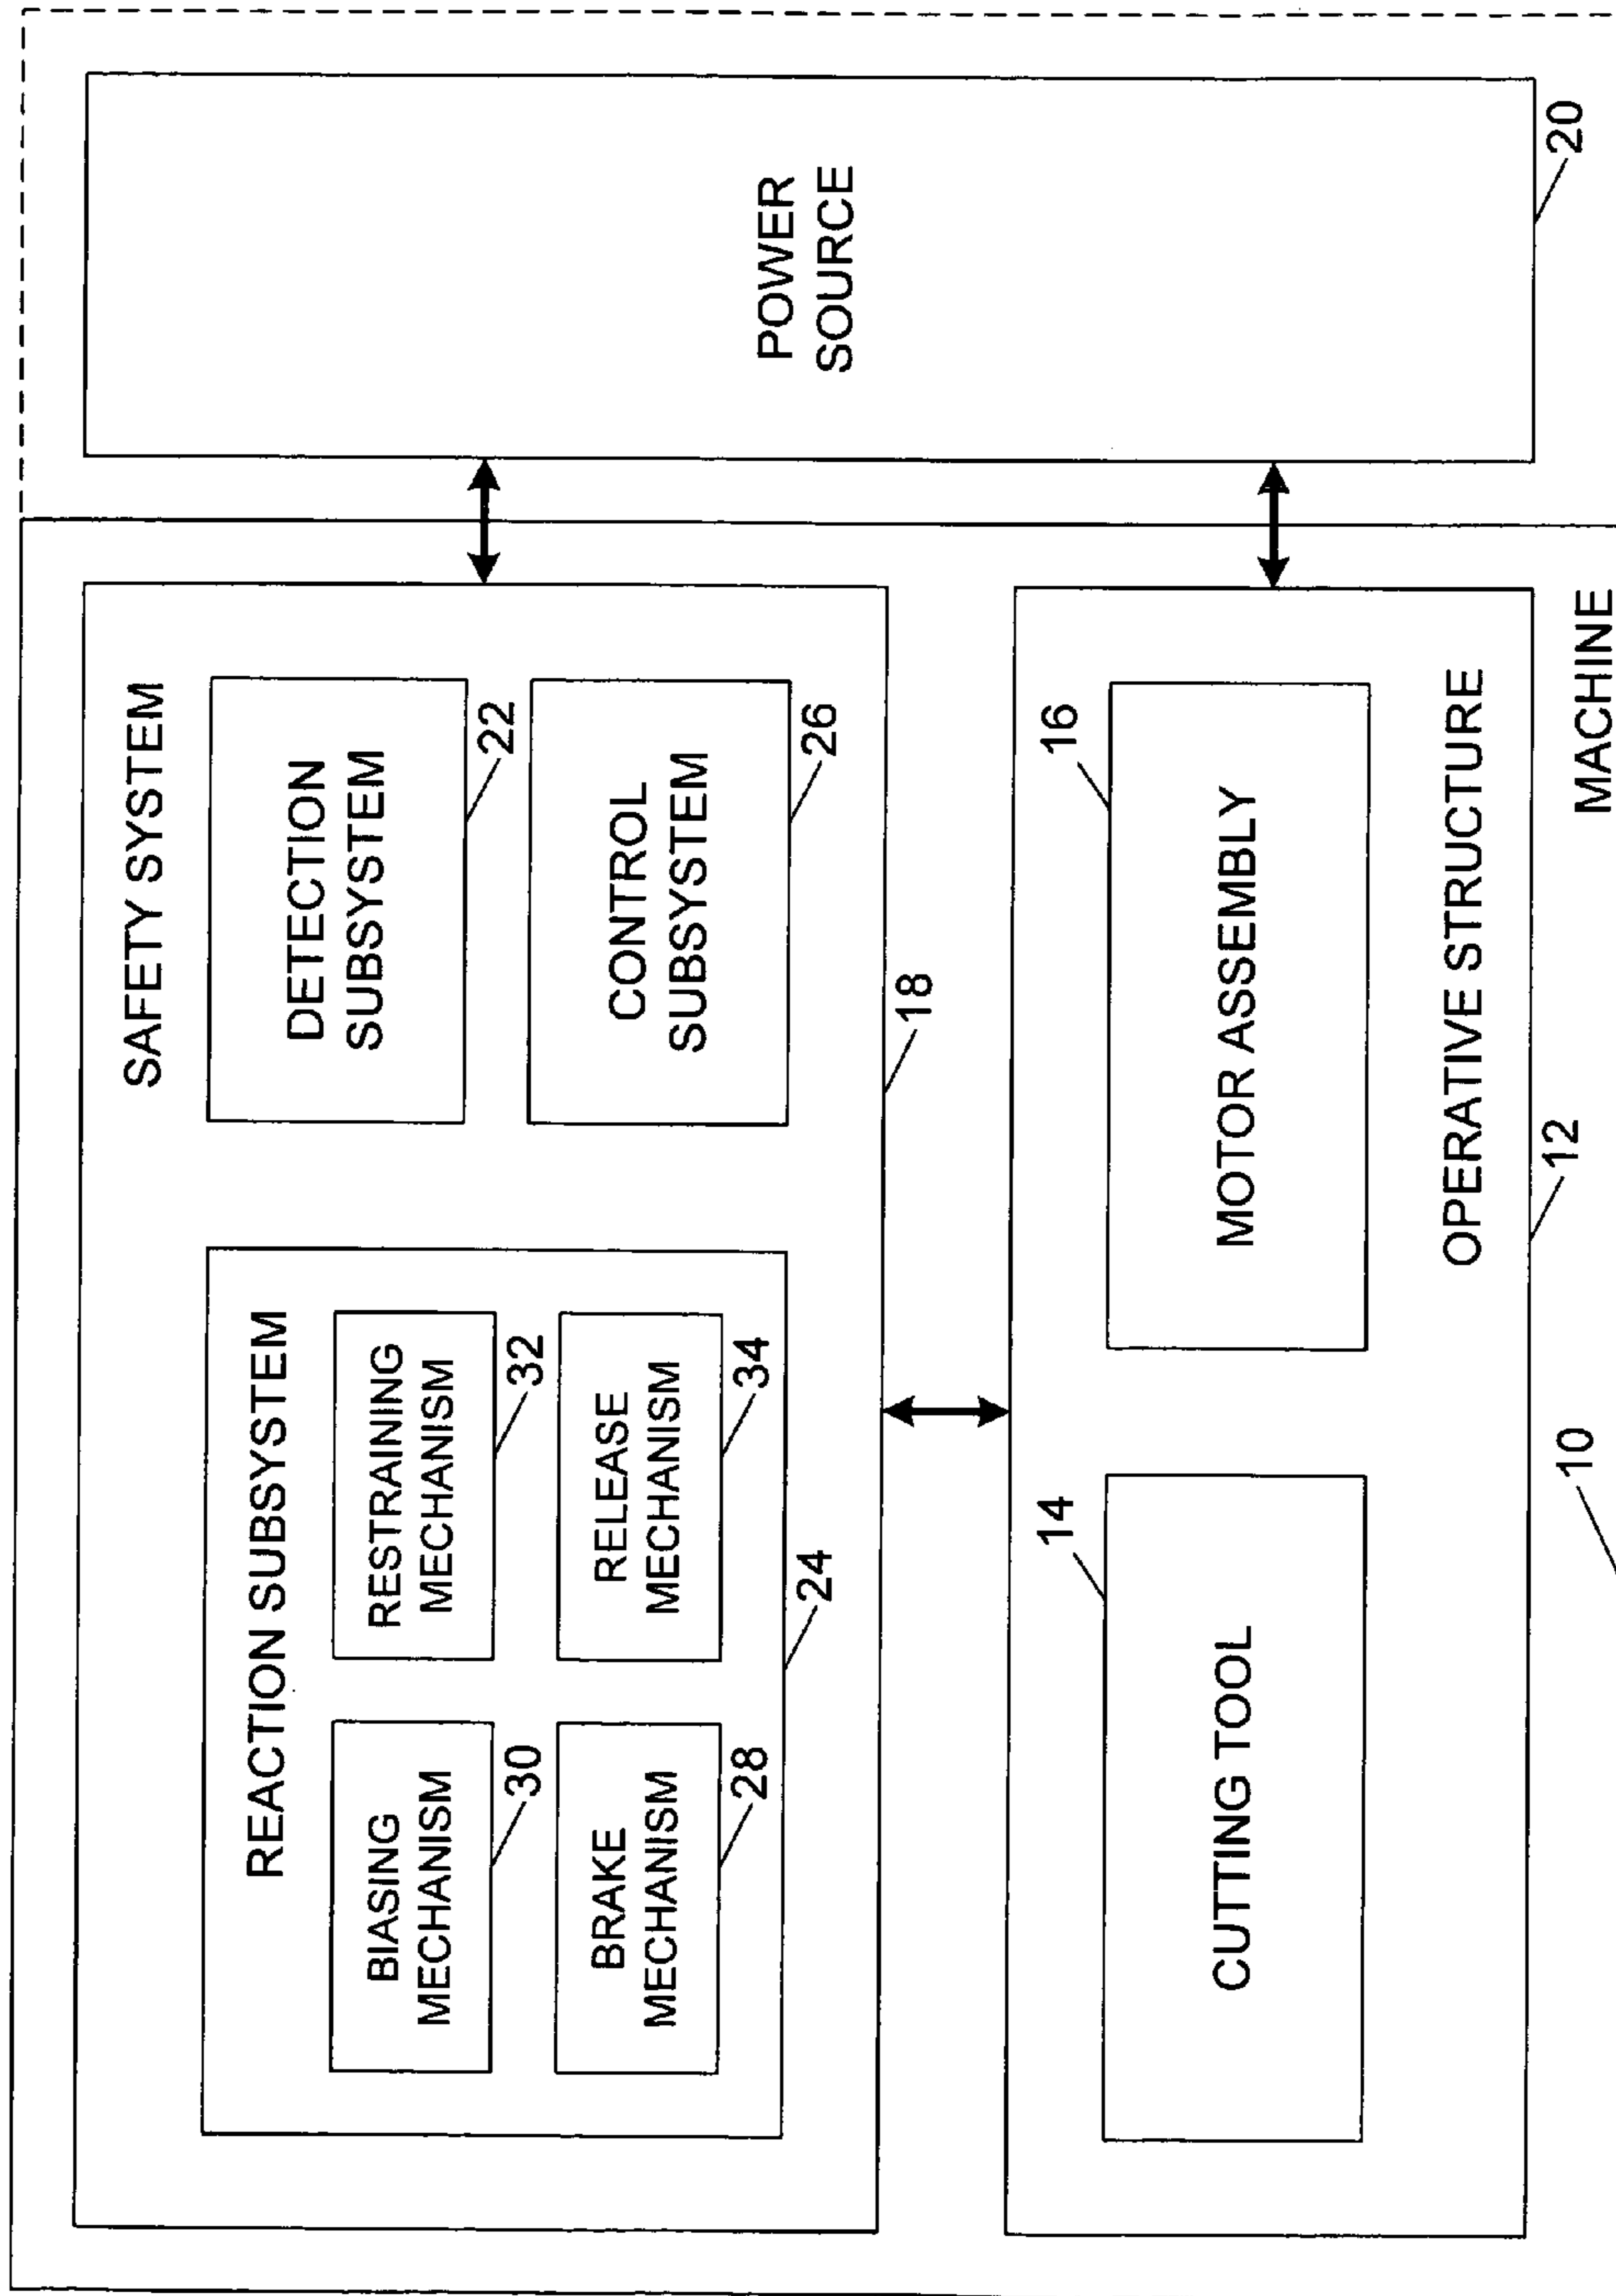 SAFETY SYSTEM
REACTION SUBSYSTEM
BIASING
MECHANISM
30
RESTRAINING
MECHANISM
32
BRAKE
MECHANISM
28
RELEASE
MECHANISM
34
24
DETECTION
SUBSYSTEM
22
CONTROL
SUBSYSTEM
26
18
POWER
SOURCE
20
14
CUTTING TOOL
16
MOTOR ASSEMBLY
OPERATIVE STRUCTURE
12
10
MACHINE